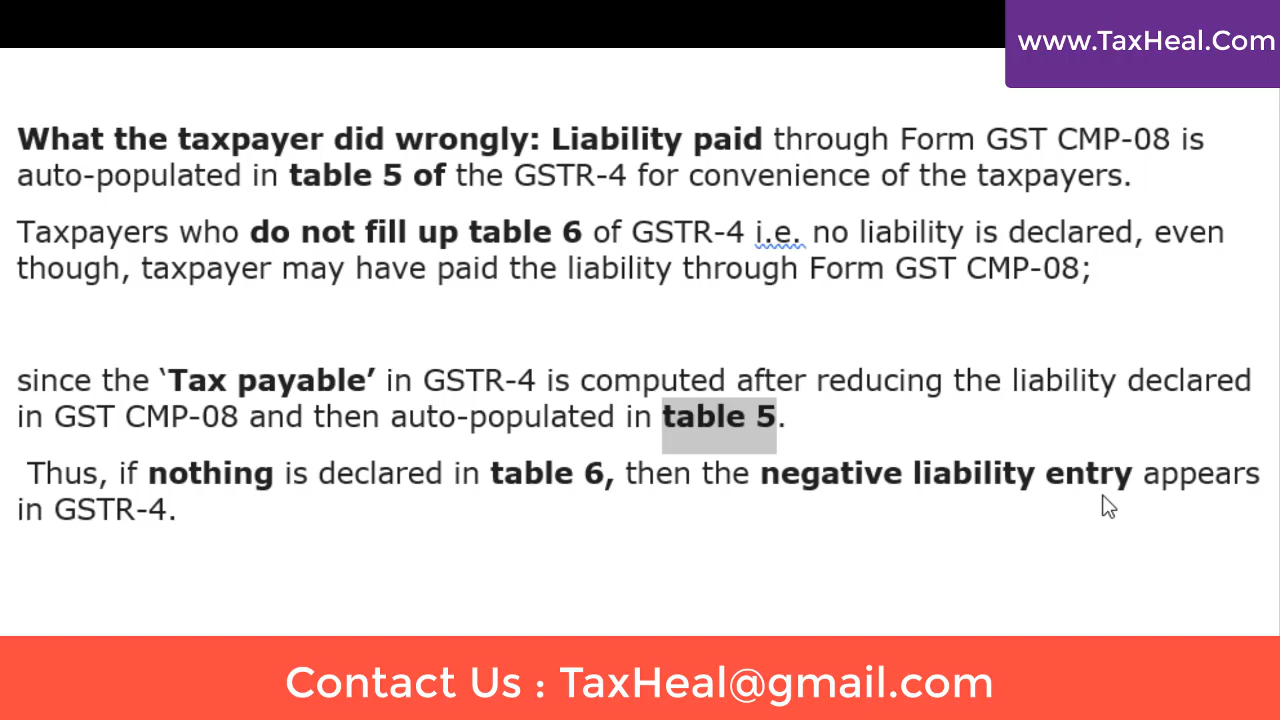 www.TaxHeal.Com
What the taxpayer did wrongly: Liability paid through Form GST CMP-08 is
auto-populated in table 5 of the GSTR-4 for convenience of the taxpayers.
Taxpayers who do not fill up table 6 of GSTR-4 i.e. no liability is declared, even
though, taxpayer may have paid the liability through Form GST CMP-08;
since the ‘Tax payable’ in GSTR-4 is computed after reducing the liability declared
in GST CMP-08 and then auto-populated in table 5.
Thus, if nothing is declared in table 6, then the negative liability entry appears
in GSTR-4.
Contact Us : TaxHeal@gmail.com